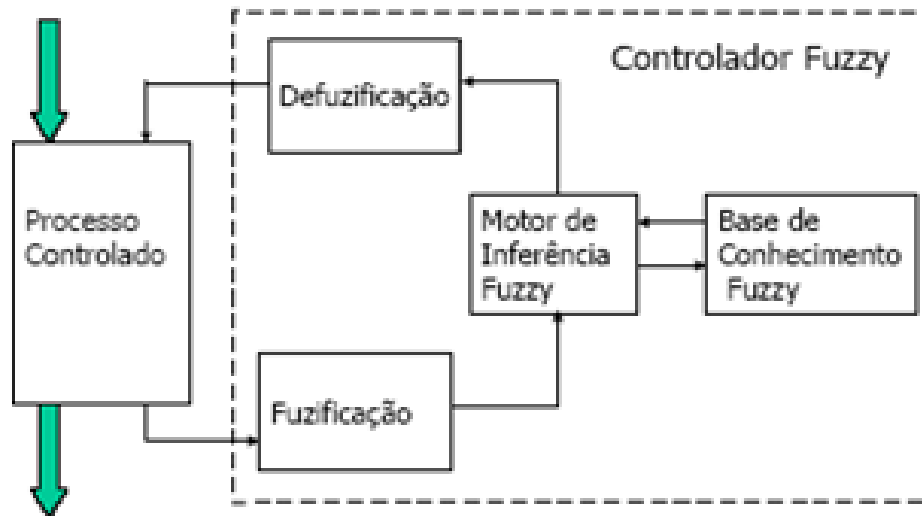 Controlador Fuzzy
Defuzificação
Processo
Controlado
Motor de
Inferência
Fuzzy
Base de
Conhecimento
Fuzzy
Fuzificação